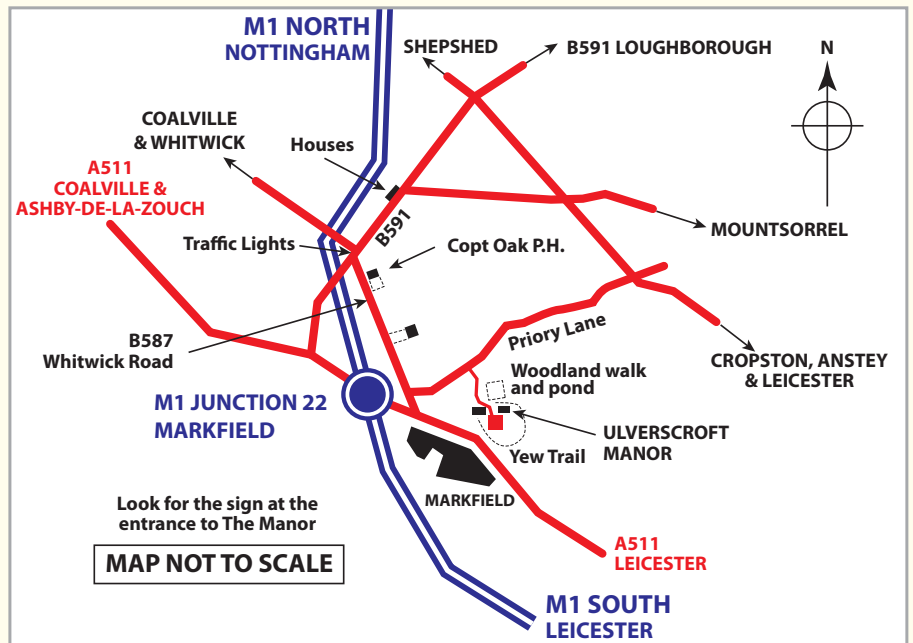 M1 NORTH
NOTTINGHAM
SHEPSHED
B591 LOUGHBOROUGH
N
COALVILLE
& WHITWICK
Houses
A511
COALVILLE &
ASHBY-DE-LA-ZOUCH
B591
MOUNTSORREL
Traffic Lights
Copt Oak P.H.
B587
Whitwick Road
Priory Lane
CROPSTON, ANSTEY
& LEICESTER
Woodland walk
and pond
M1 JUNCTION 22
MARKFIELD
ULVERSCROFT
MANOR
Yew Trail
MARKFIELD
Look for the sign at the
entrance to The Manor
MAP NOT TO SCALE
A511
LEICESTER
M1 SOUTH
LEICESTER